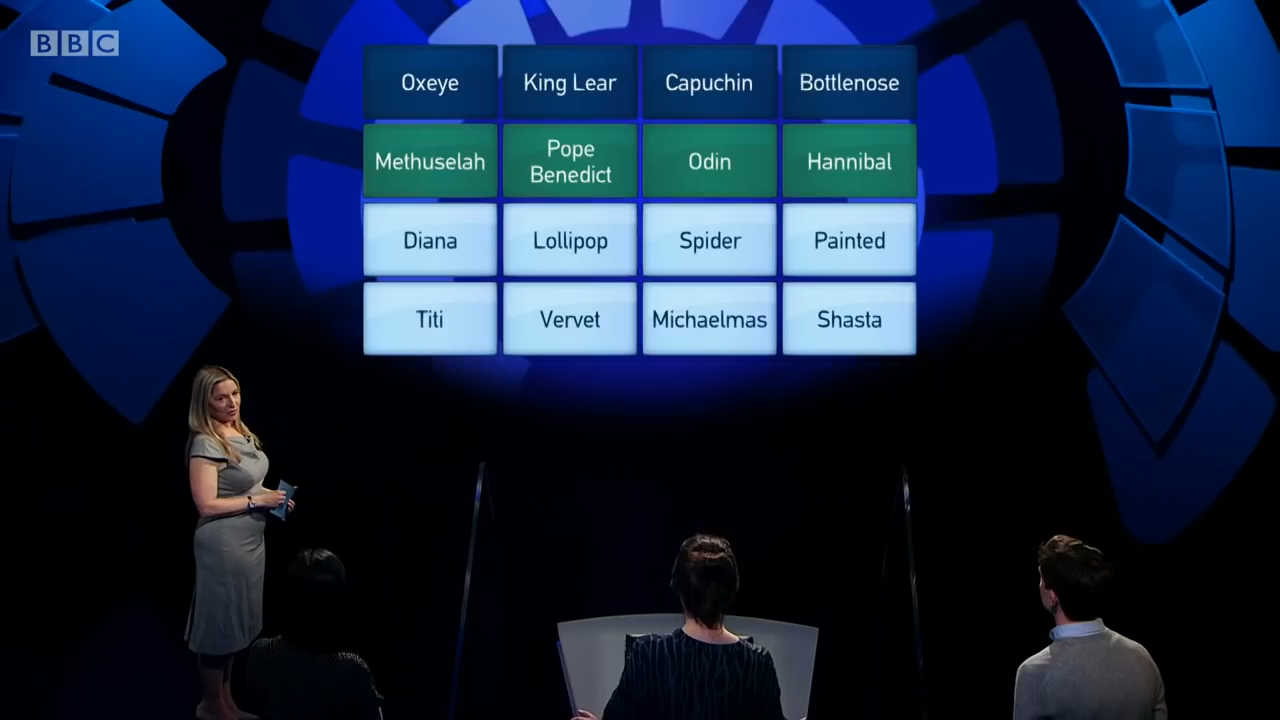 BBC
Oxeye King Lear Capuchin Bottlenose
Methuselah Pope Benedict Odin Hannibal
Diana Lollipop Spider Painted
Titi Vervet Michaelmas Shasta